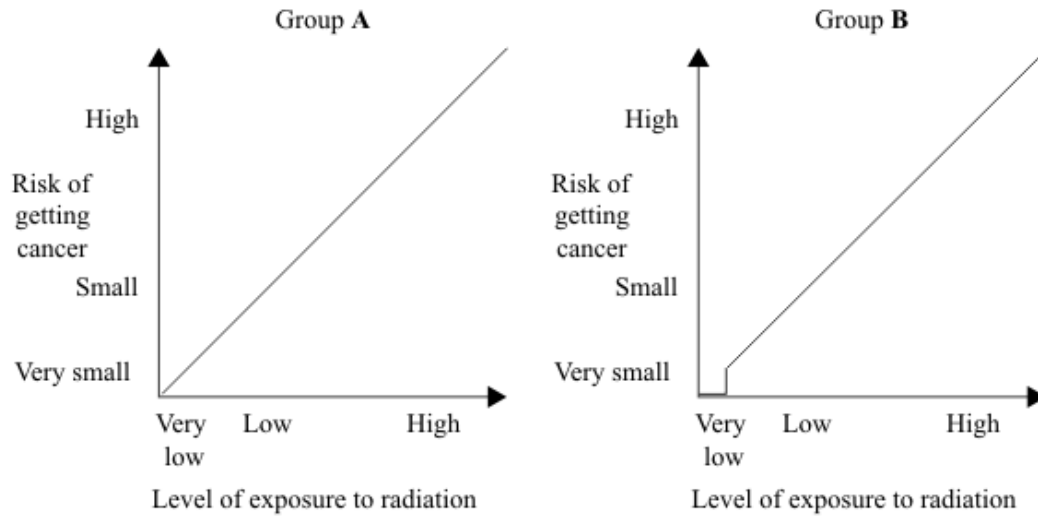 Group A
High
Risk of
getting
cancer
Small
Very small
Very
low
Low
High
Level of exposure to radiation
Group B
High
Risk of
getting
cancer
Small
Very small
Very
low
Low
High
Level of exposure to radiation